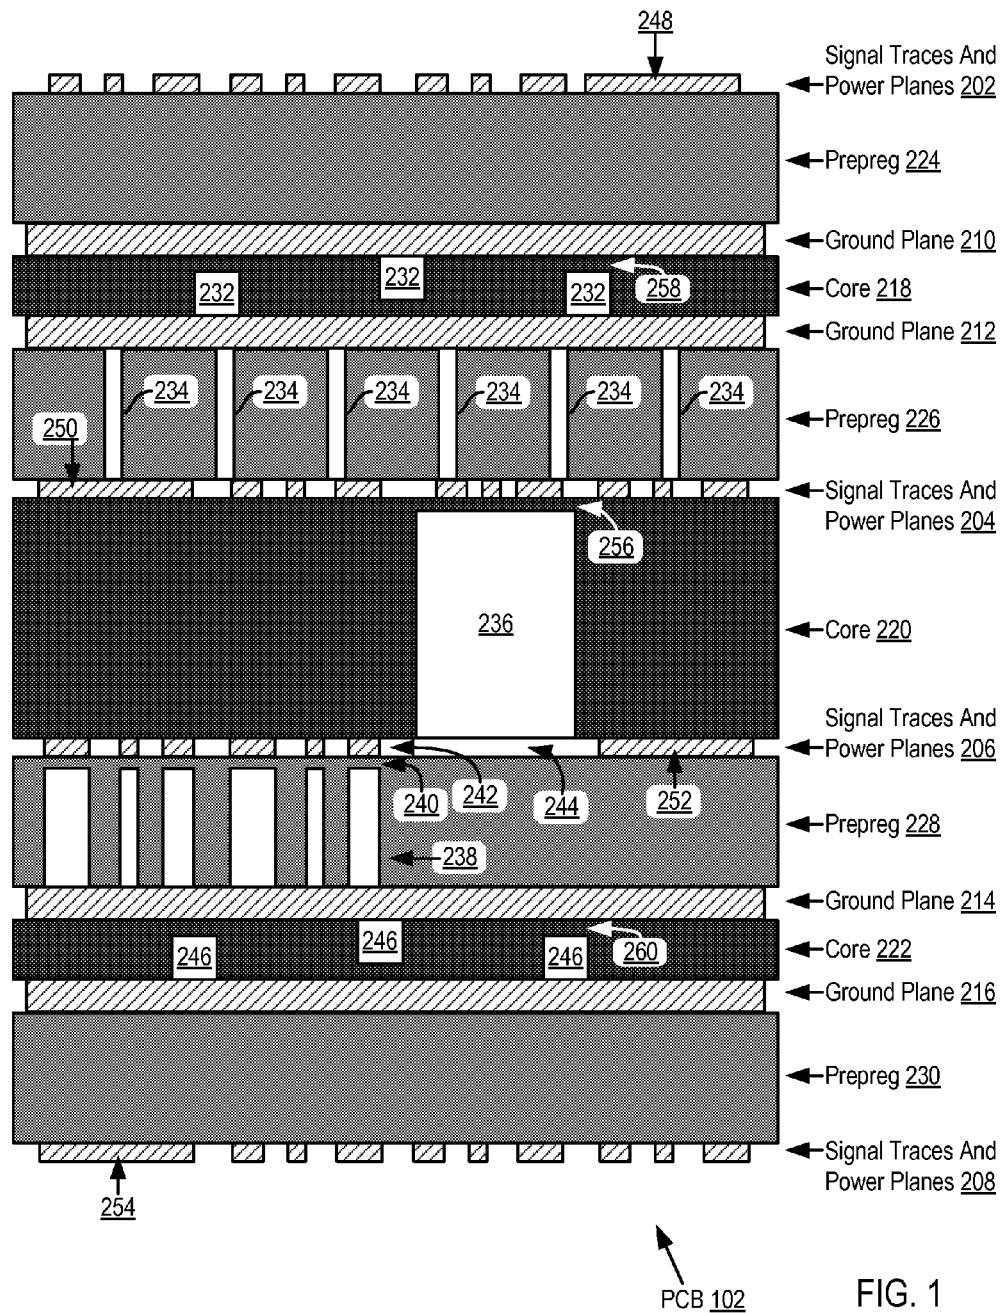 248
Signal Traces And
Power Planes 202
Prepreg 224
Ground Plane 210
232
232
232
258
Core 218
Ground Plane 212
234
234
234
234
234
234
250
Prepreg 226
Signal Traces And
Power Planes 204
256
236
Core 220
Signal Traces And
Power Planes 206
240
242
244
252
Prepreg 228
238
Ground Plane 214
246
246
246
260
Core 222
Ground Plane 216
Prepreg 230
Signal Traces And
Power Planes 208
254
PCB 102
FIG. 1